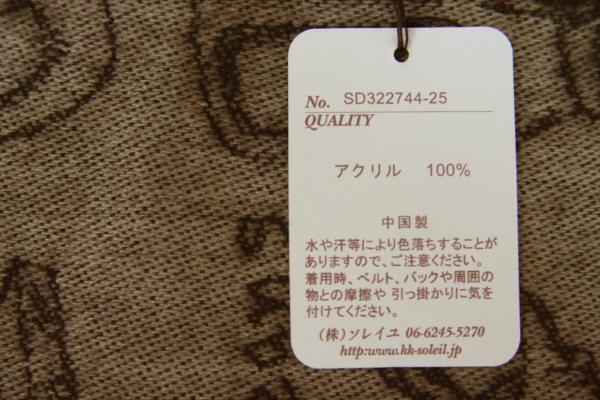 No. SD322744-25
QUALITY
アクリル 100%
中国製
水や汗等により色落ちすることが
ありますので、ご注意ください。
着用時、ベルト、バックや周囲の
物との摩擦や 引っ掛かりに気を
付けてください。
(株)ソレイユ 06-6245-5270
http:www.kk-soleil.jp